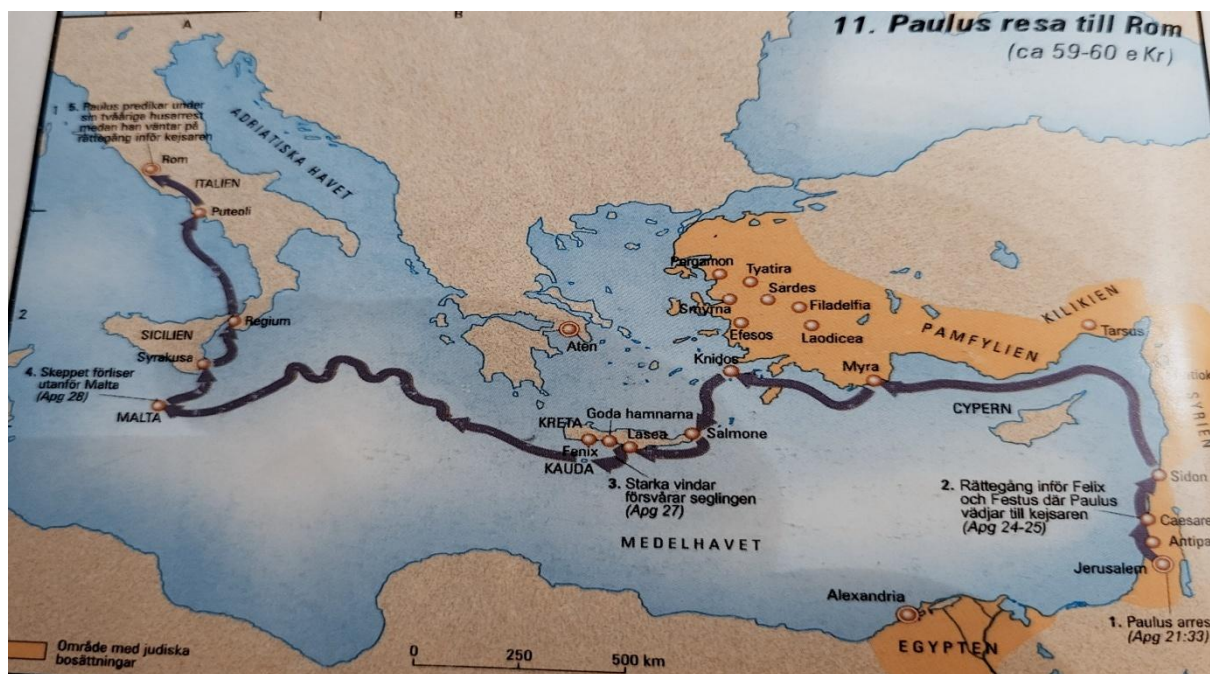 A
B
11. Paulus resa till Rom
(ca 59-60 e Kr)
1
5. Paulus predikar under
sin tvååriga husarrest
medan han väntar på
rättegång inför kejsaren
Rom
ITALIEN
Puteoli
ADRIATISKA HAVET
2
Regium
SICILIEN
Syrakusa
4. Skeppet förliser
utanför Malta
(Apg 28)
MALTA
Aten
Pergamon
Tyatira
Sardes
Smyrna
Filadelfia
Efesos
Laodicea
PAMFYLIEN
KILIKIEN
Tarsus
Knidos
Myra
CYPERN
SYRIEN
Goda hamnarna
KRETA
Lasea
Salmone
Fenix
KAUDA
3. Starka vindar
försvårar seglingen
(Apg 27)
2. Rättegång inför Felix
och Festus där Paulus
vädjar till kejsaren
(Apg 24-25)
Sidon
Caesare
Antipa
Jerusalem
MEDELHAVET
Alexandria
EGYPTEN
1. Paulus arres
(Apg 21:33)
Område med judiska
bosättningar
0 250 500 km